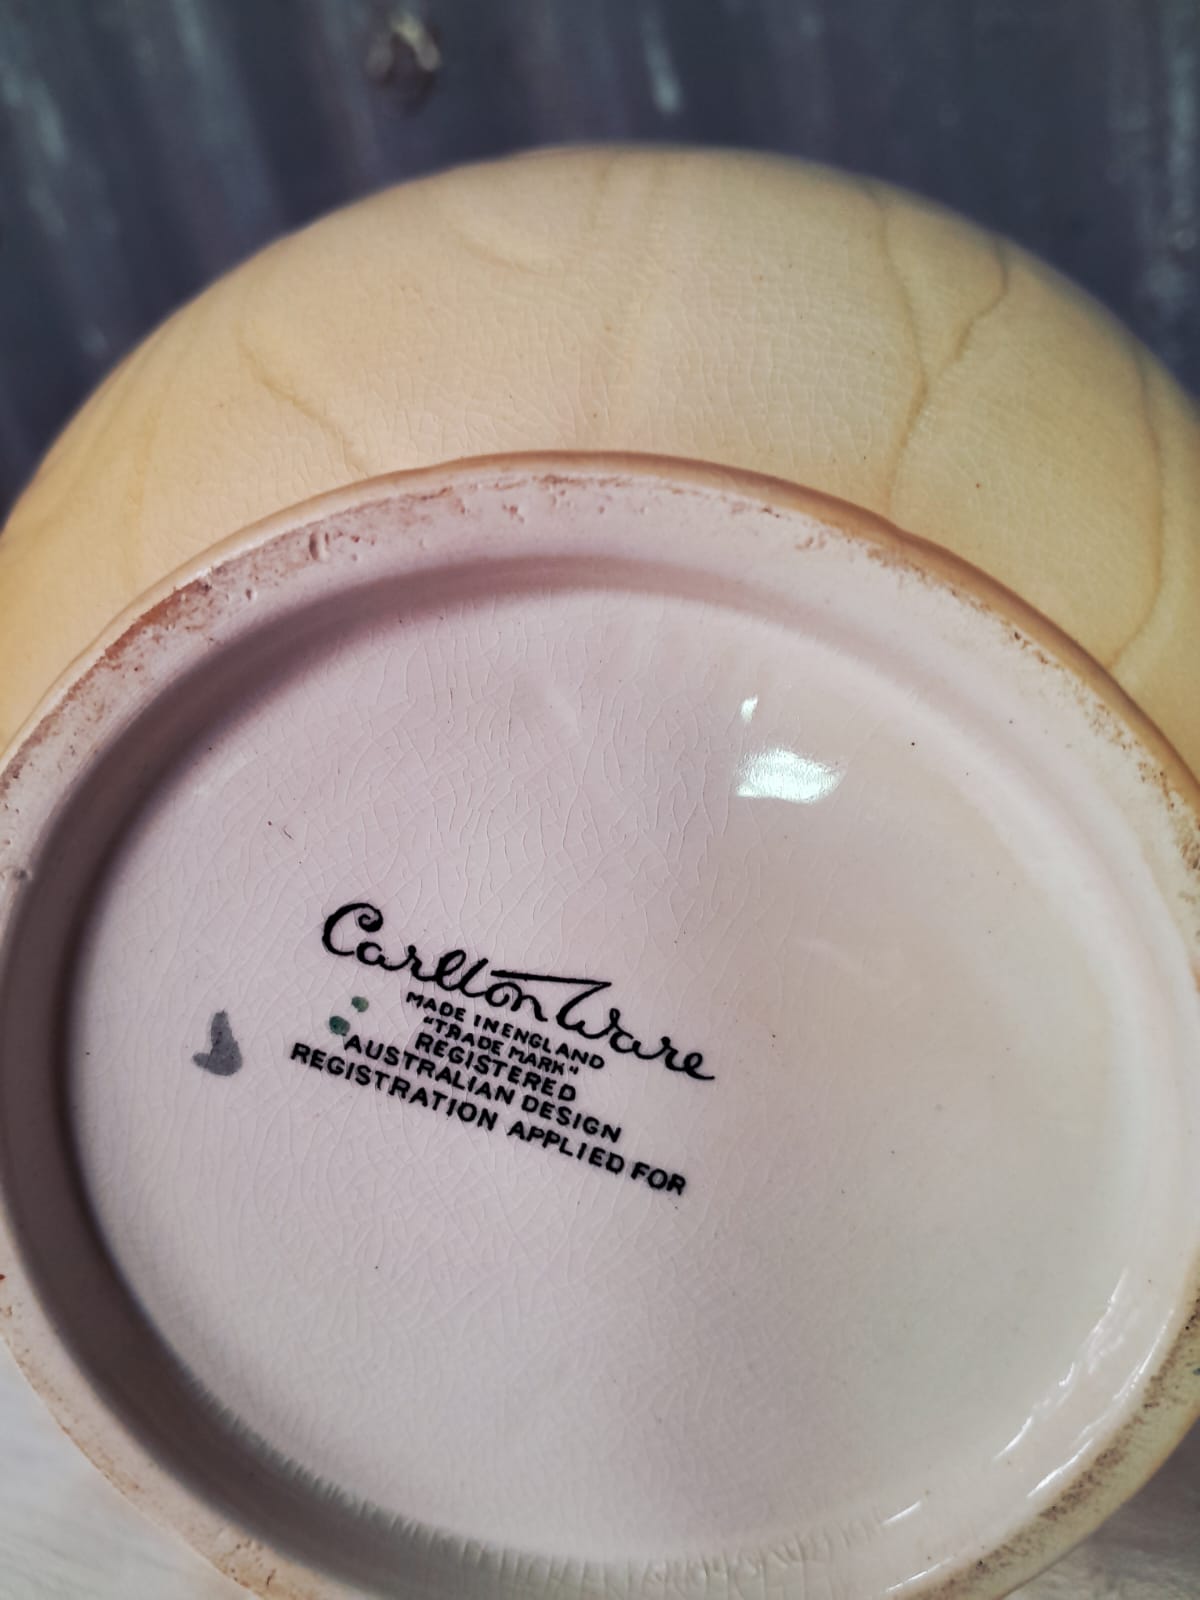 Carlton Ware
MADE IN ENGLAND
"TRADE MARK"
REGISTERED
AUSTRALIAN DESIGN
REGISTRATION APPLIED FOR